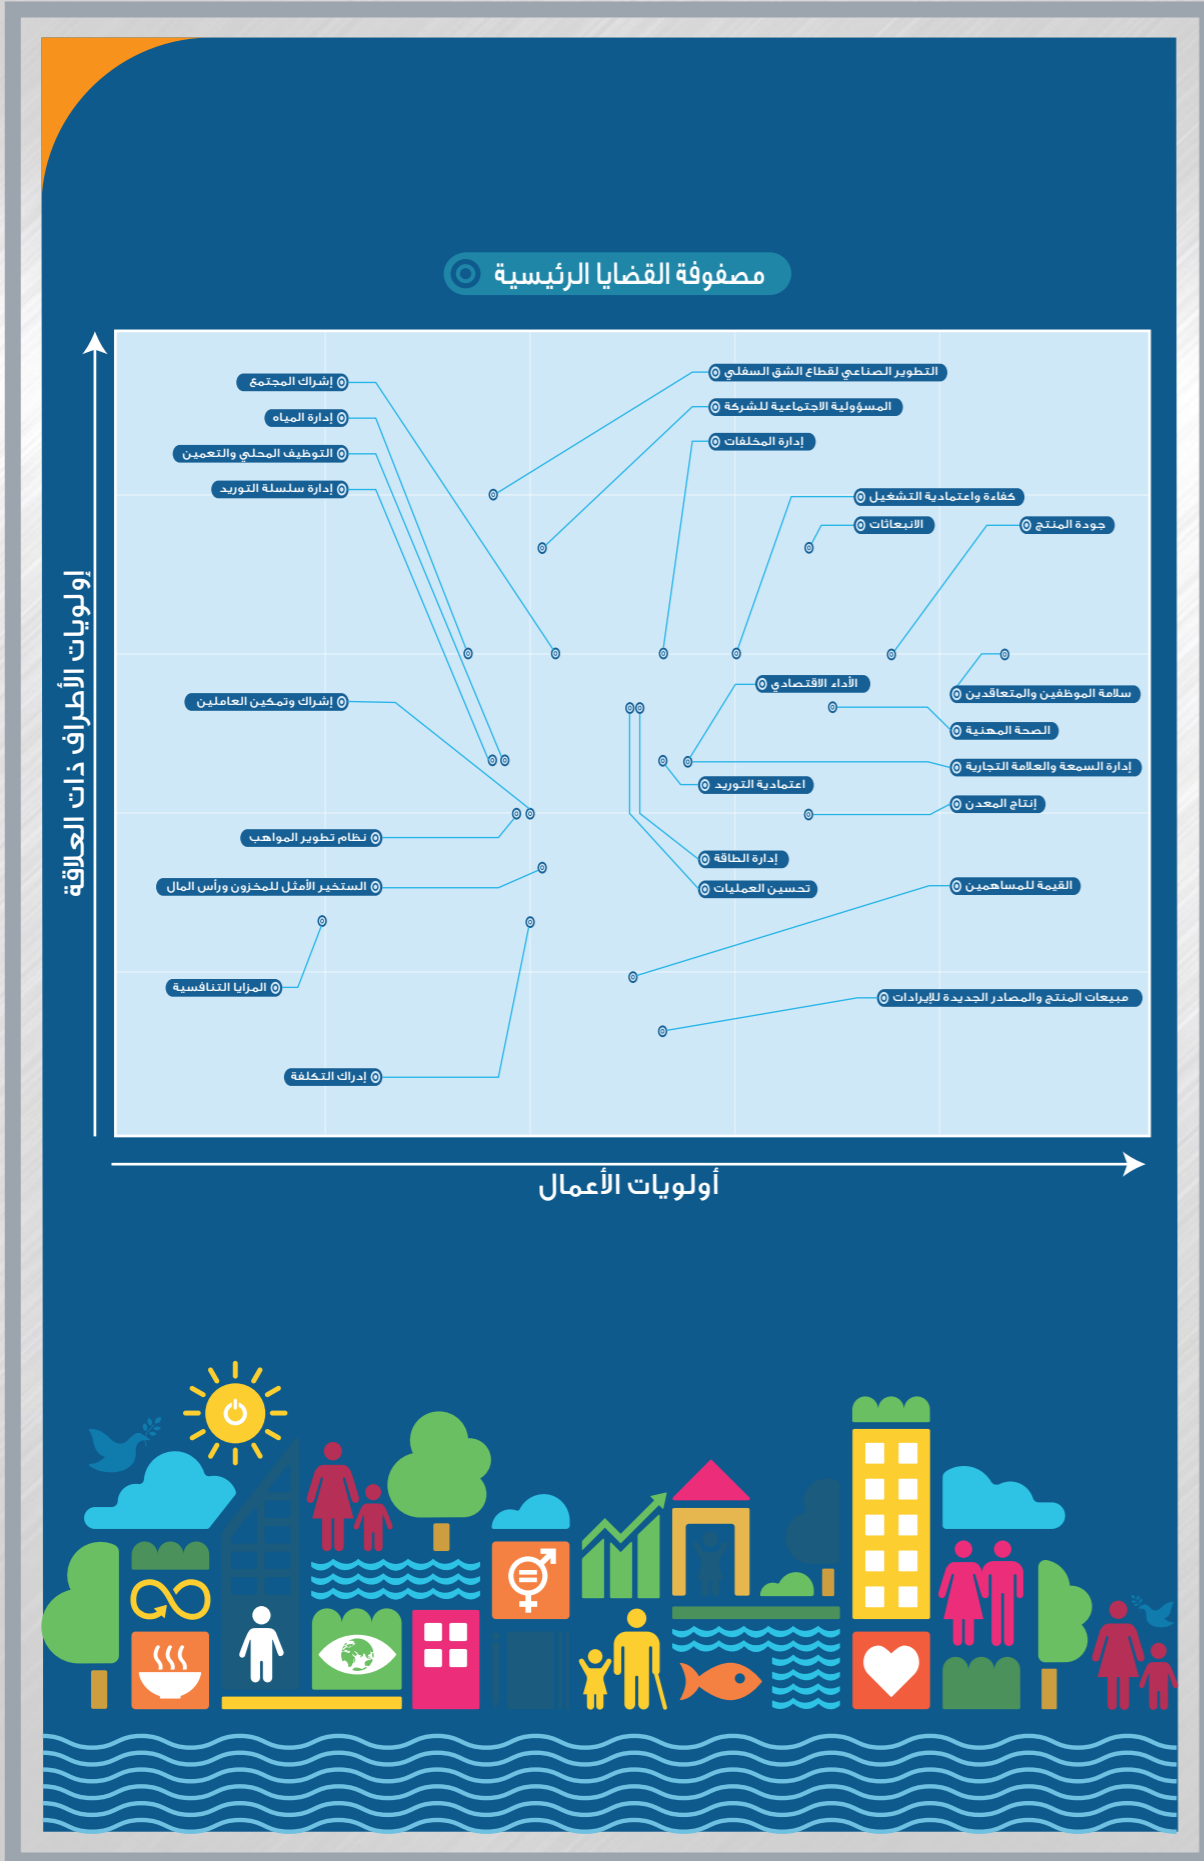 مصفوفة القضايا الرئيسية
إولويات الأطراف ذات العلاقة
التطوير الصناعي لقطاع الشق السفلي
إشراك المجتمع
المسؤولية الاجتماعية للشركة
إدارة المياه
إدارة المخلفات
التوظيف المحلي والتعمين
إدارة سلسلة التوريد
كفاءة واعتمادية التشغيل
جودة المنتج
الانبعاثات
الأداء الاقتصادي
سلامة الموظفين والمتعاقدين
إشراك وتمكين العاملين
الصحة المهنية
إدارة السمعة والعلامة التجارية
اعتمادية التوريد
إنتاج المعدن
نظام تطوير المواهب
إدارة الطاقة
القيمة للمساهمين
تحسين العمليات
الستخير الأمثل للمخزون ورأس المال
المزايا التنافسية
مبيعات المنتج والمصادر الجديدة للإيرادات
إدراك التكلفة
أولويات الأعمال